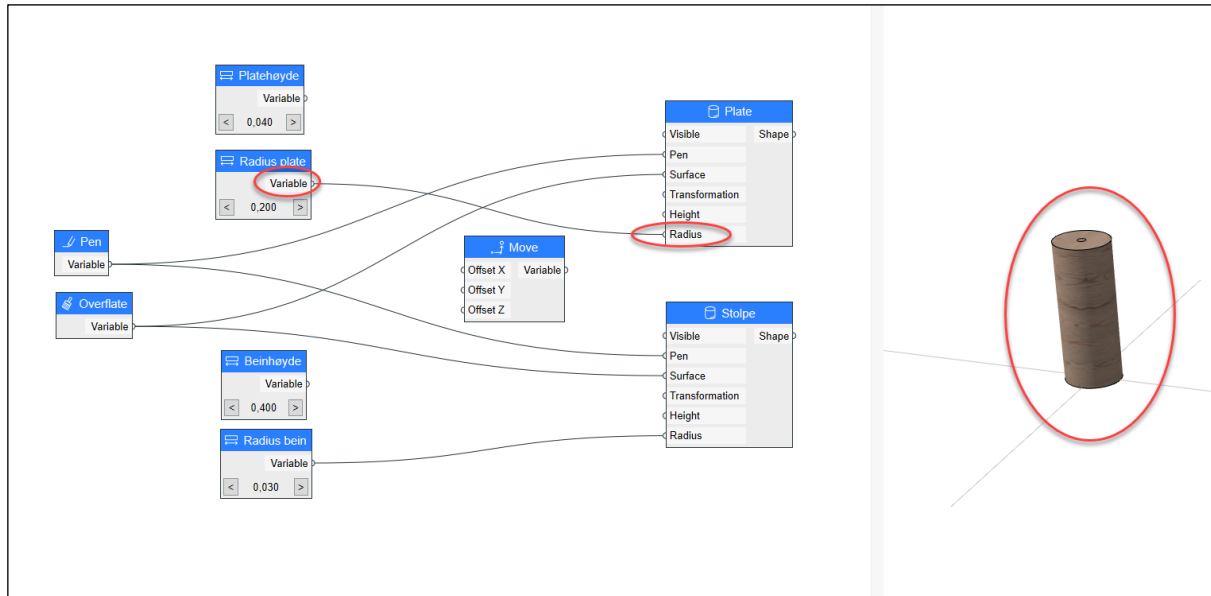 Platehøyde
Variable
< 0,040 >
Radius plate
Variable
< 0,200 >
Pen
Variable
Overflate
Variable
Beinhøyde
Variable
< 0,400 >
Radius bein
Variable
< 0,030 >
Move
Offset X Variable
Offset Y
Offset Z
Plate
Visible Shape
Pen
Surface
Transformation
Height
Radius
Stolpe
Visible Shape
Pen
Surface
Transformation
Height
Radius